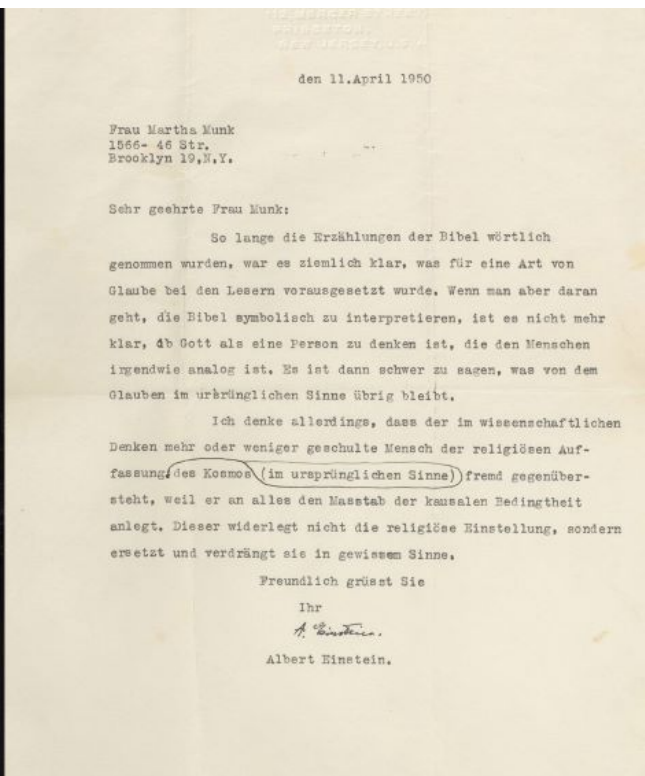 den 11.April 1950
Frau Martha Munk
1566- 46 Str.
Brooklyn 19,N.Y.
Sehr geehrte Frau Munk:
So lange die Erzählungen der Bibel wörtlich
genommen wurden, war es ziemlich klar, was für eine Art von
Glaube bei den Lesern vorausgesetzt wurde. Wenn man aber daran
geht, die Bibel symbolisch zu interpretieren, ist es nicht mehr
klar, ob Gott als eine Person zu denken ist, die den Menschen
irgendwie analog ist. Es ist dann schwer zu sagen, was von dem
Glauben im ursrünglichen Sinne übrig bleibt.
Ich denke allerdings, dass der im wissenschaftlichen
Denken mehr oder weniger geschulte Mensch der religiösen Auf-
fassung des Kosmos (im ursprünglichen Sinne) fremd gegenüber-
steht, weil er an alles den Masstab der kausalen Bedingtheit
anlegt. Dieser widerlegt nicht die religiöse Einstellung, sondern
ersetzt und verdrängt sie in gewissem Sinne.
Freundlich grüsst Sie
Ihr
A. Einstein.
Albert Einstein.